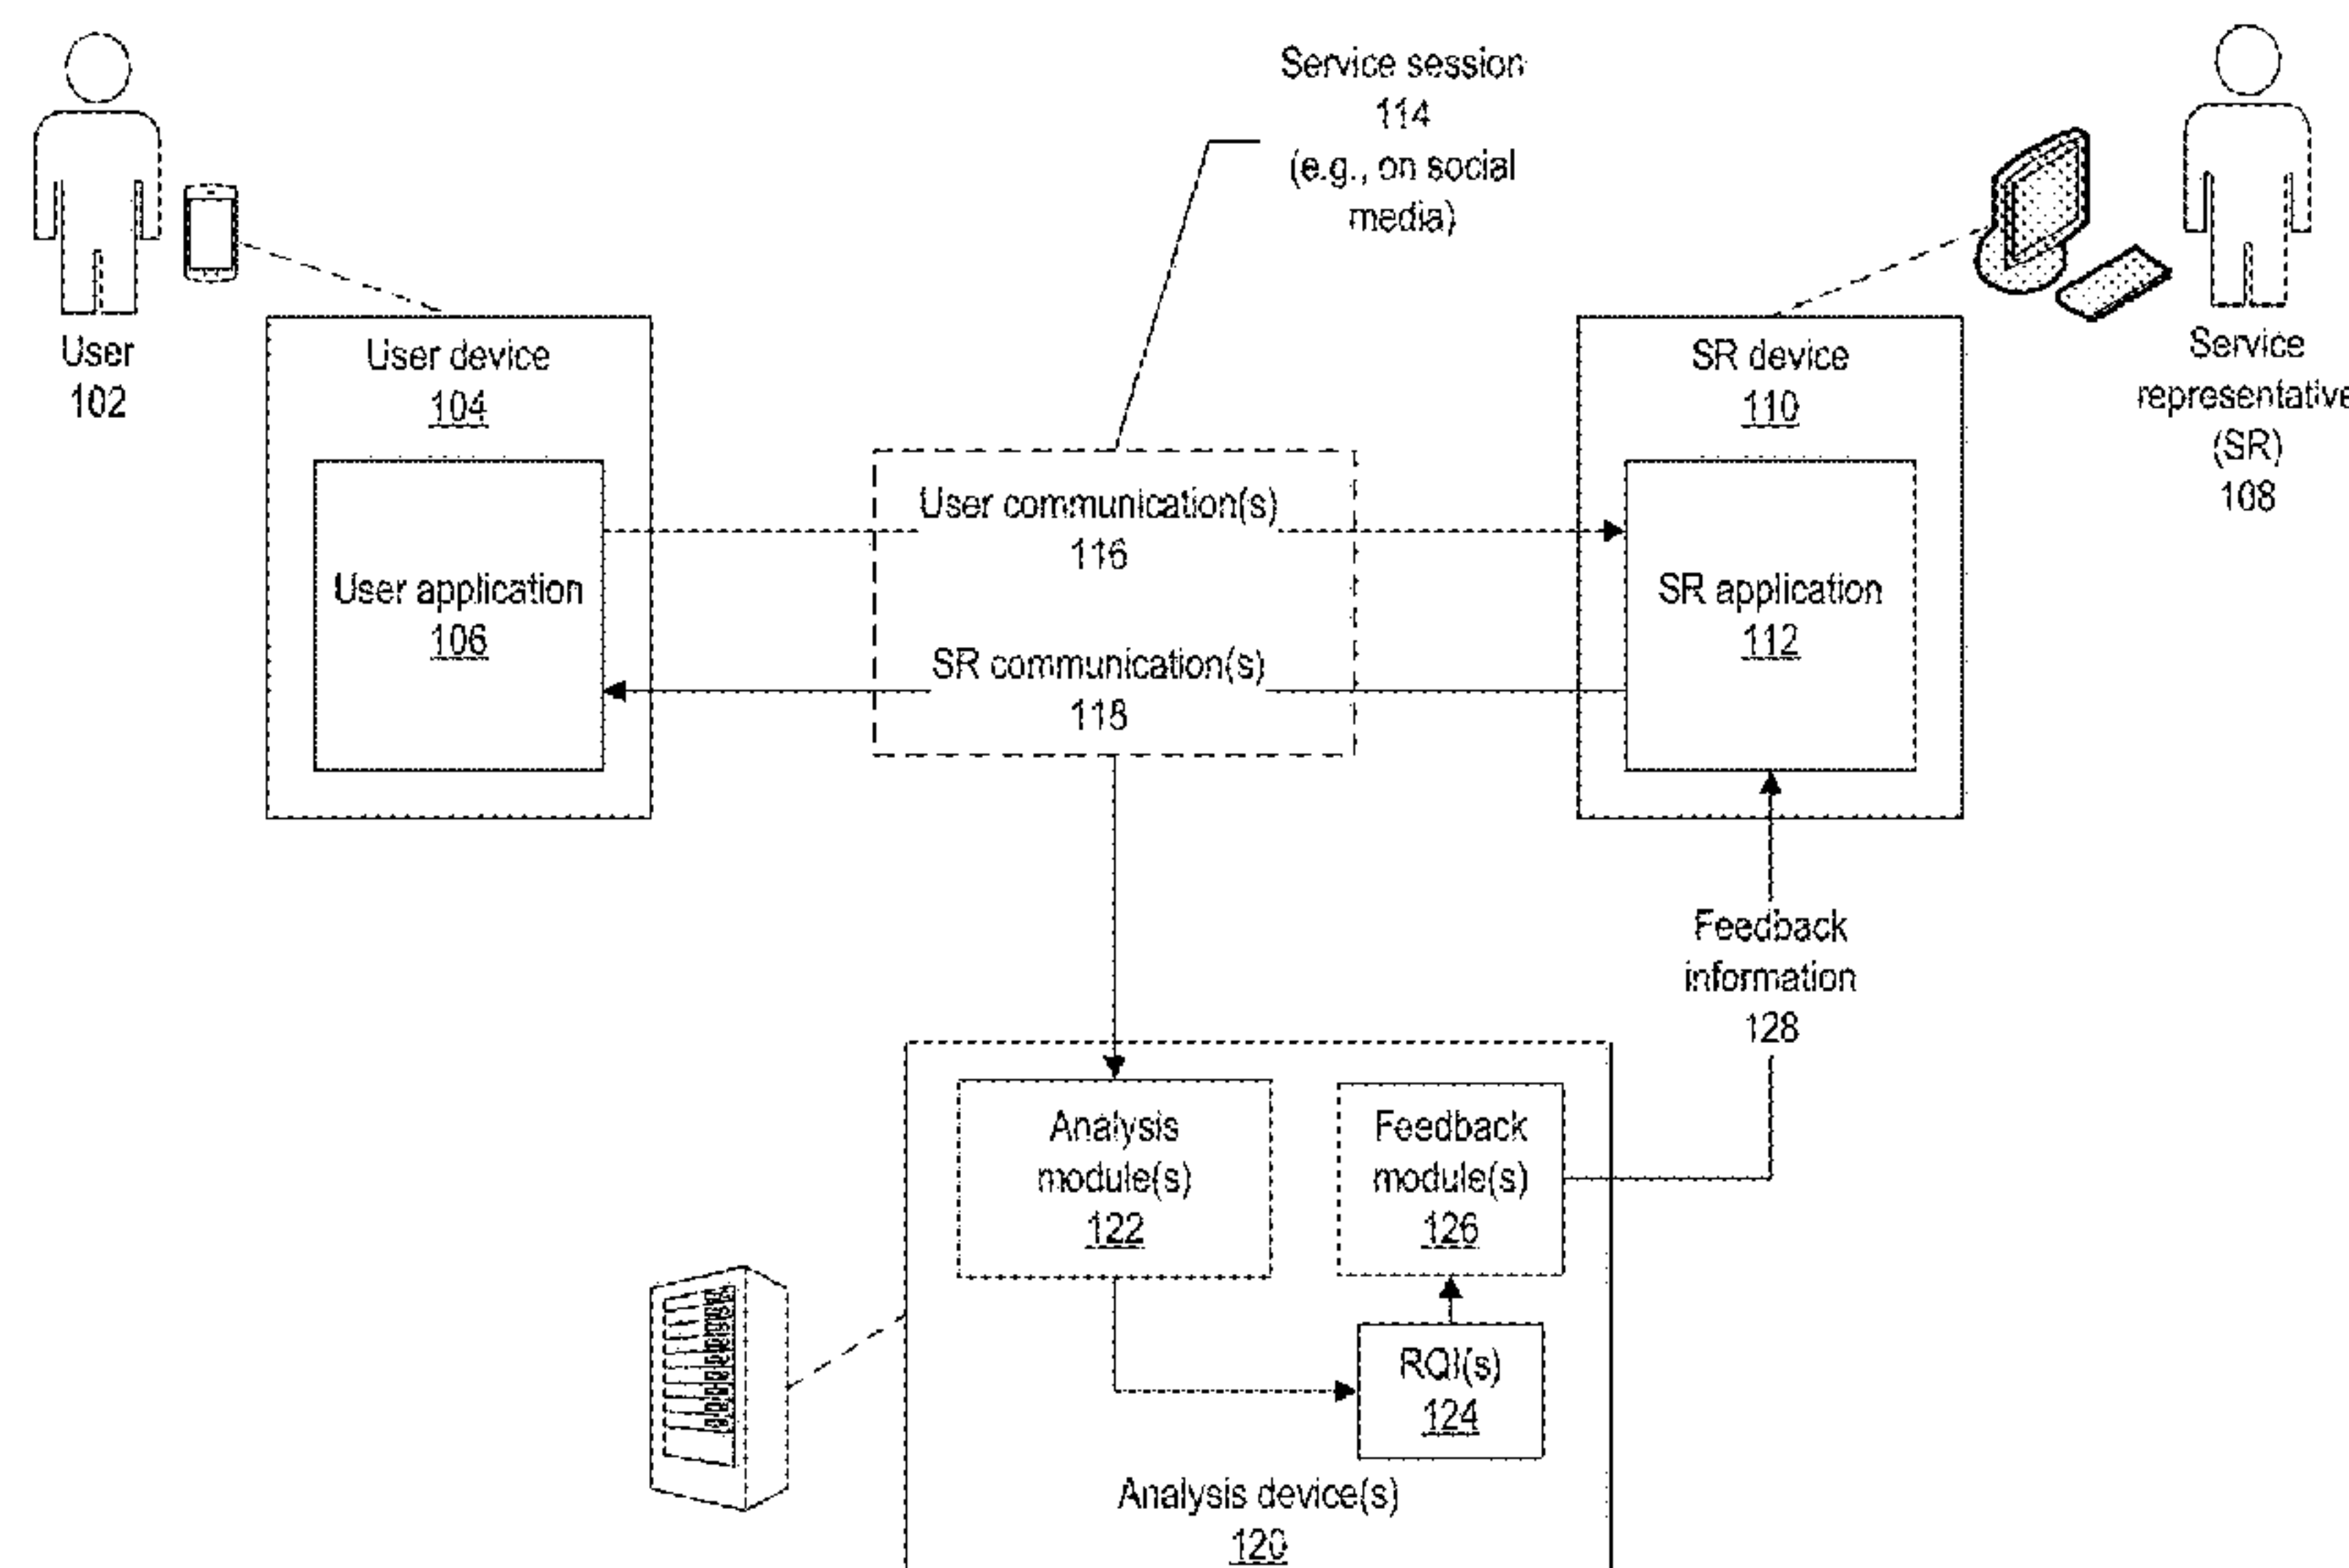 Service session
114
(e.g., on social
media)
User
102
User device
104
SR device
110
Service
representative
(SR)
108
User communication(s)
116
User application
106
SR application
112
SR communication(s)
118
Feedback
information
128
Analysis
module(s)
122
Feedback
module(s)
126
RQI(s)
124
Analysis device(s)
120